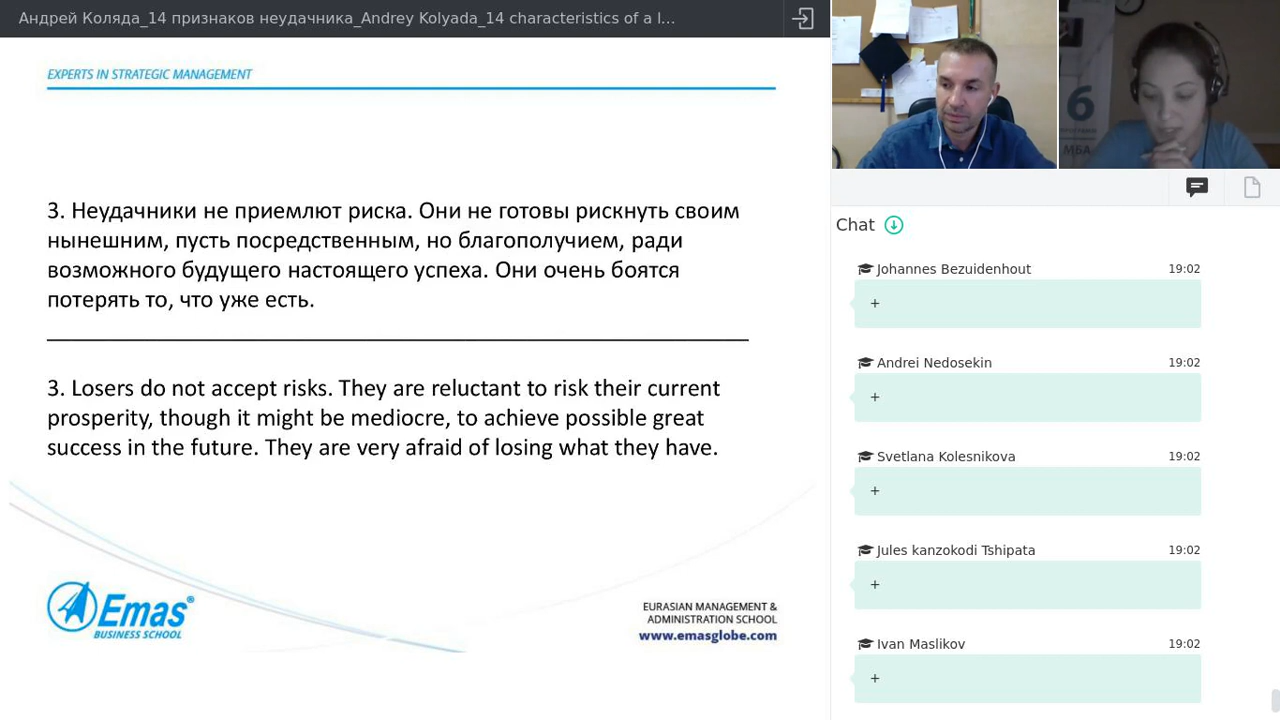 Андрей Коляда_14 признаков неудачника_Andrey Kolyada_14 characteristics of a l...
EXPERTS IN STRATEGIC MANAGEMENT
3. Неудачники не приемлют риска. Они не готовы рискнуть своим
нынешним, пусть посредственным, но благополучием, ради
возможного будущего настоящего успеха. Они очень боятся
потерять то, что уже есть.
3. Losers do not accept risks. They are reluctant to risk their current
prosperity, though it might be mediocre, to achieve possible great
success in the future. They are very afraid of losing what they have.
Emas®
BUSINESS SCHOOL
EURASIAN MANAGEMENT &
ADMINISTRATION SCHOOL
www.emasglobe.com
6
МБА
Chat
Johannes Bezuidenhout 19:02
+
Andrei Nedosekin 19:02
+
Svetlana Kolesnikova 19:02
+
Jules kanzokodi Tshipata 19:02
+
Ivan Maslikov 19:02
+